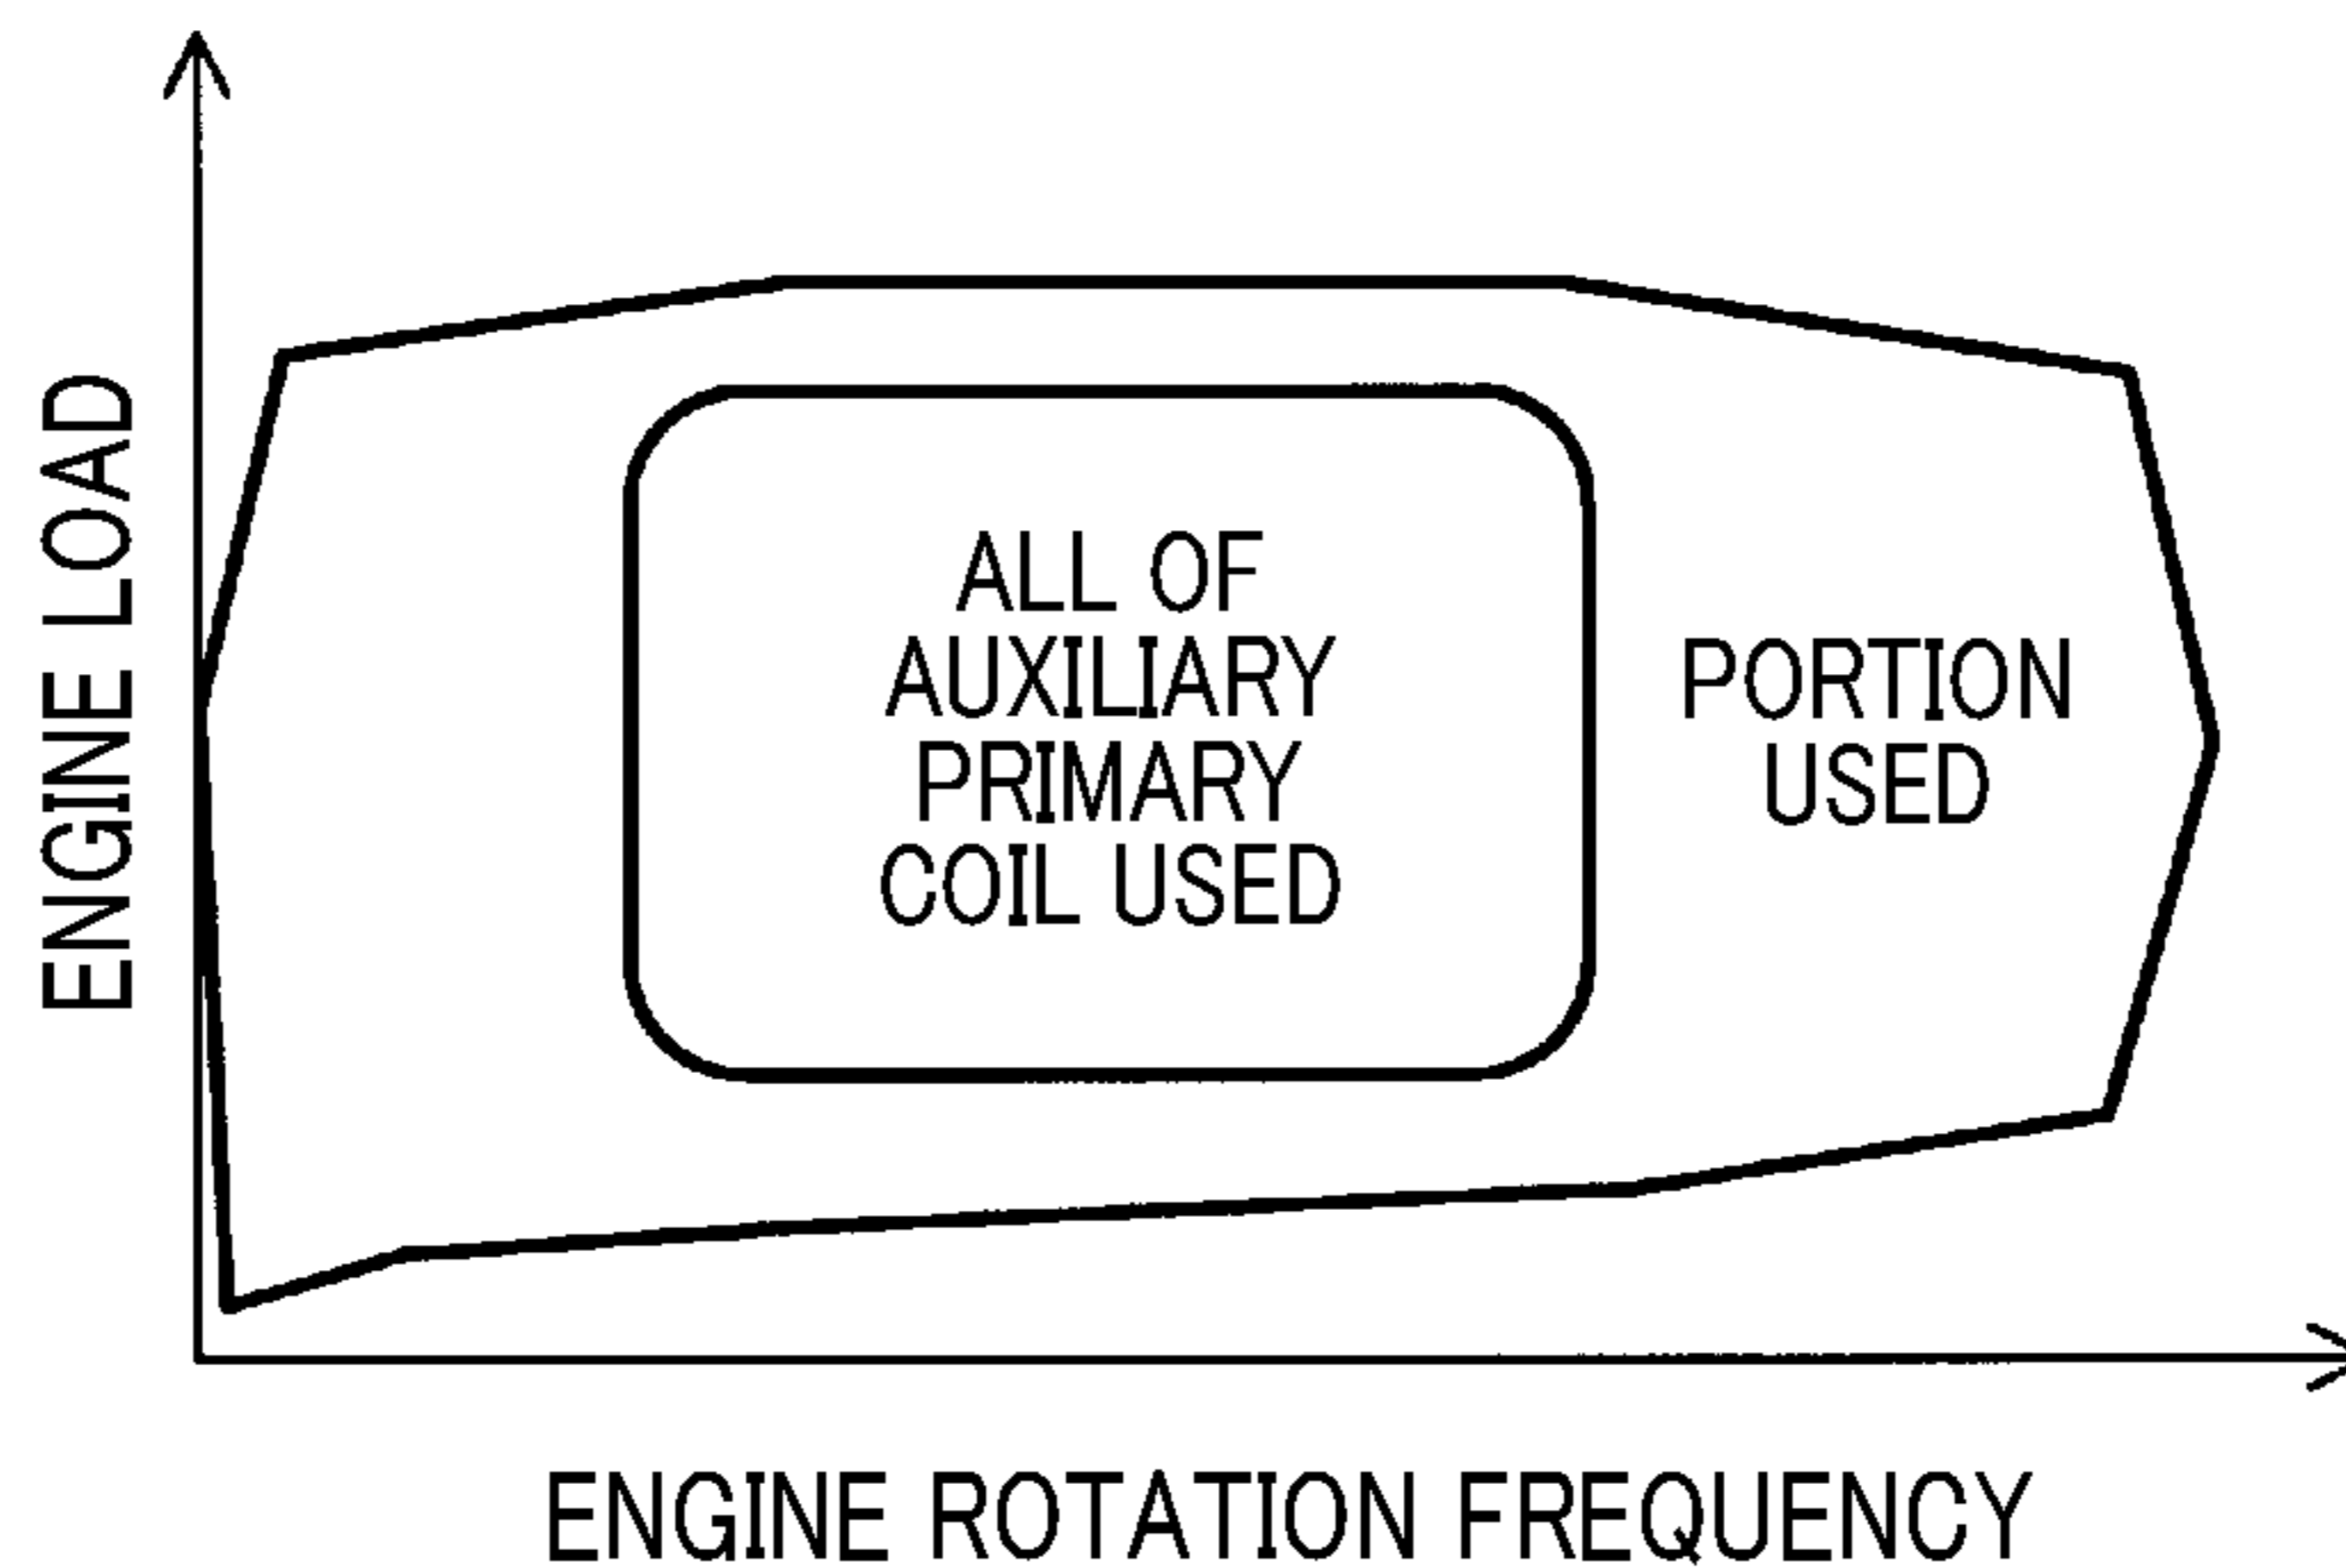 ENGINE LOAD
ALL OF
AUXILIARY
PRIMARY
COIL USED
PORTION
USED
ENGINE ROTATION FREQUENCY